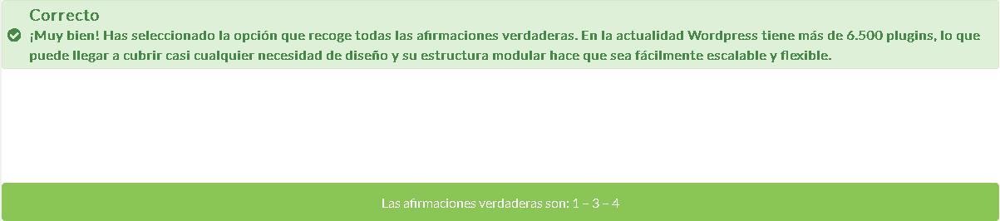 Correcto
¡Muy bien! Has seleccionado la opción que recoge todas las afirmaciones verdaderas. En la actualidad Wordpress tiene más de 6.500 plugins, lo que
puede llegar a cubrir casi cualquier necesidad de diseño y su estructura modular hace que sea fácilmente escalable y flexible.
Las afirmaciones verdaderas son: 1 – 3 – 4